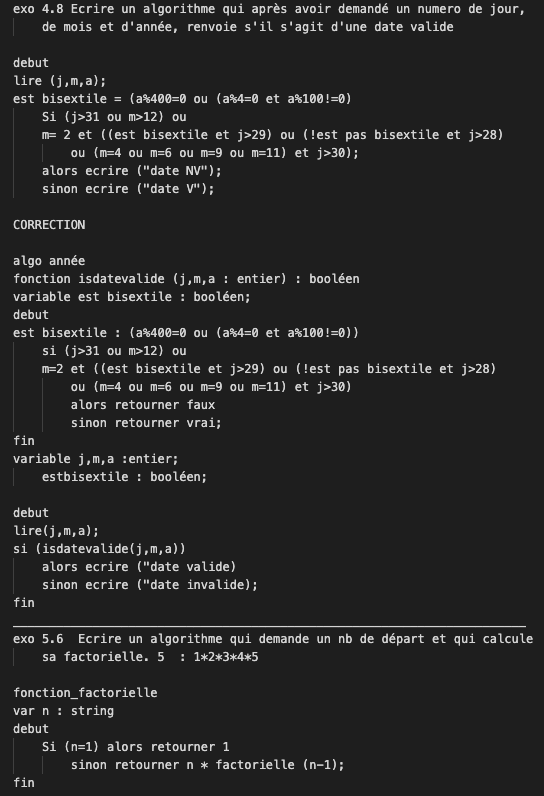 exo 4.8 Ecrire un algorithme qui après avoir demandé un numero de jour,
de mois et d'année, renvoie s'il s'agit d'une date valide
debut
lire (j,m,a);
est bisextile = (a%400=0 ou (a%4=0 et a%100!=0)
Si (j>31 ou m>12) ou
m= 2 et ((est bisextile et j>29) ou (!est pas bisextile et j>28)
ou (m=4 ou m=6 ou m=9 ou m=11) et j>30);
alors ecrire ("date NV");
sinon ecrire ("date V");
CORRECTION
algo année
fonction isdatevalide (j,m,a : entier) : booléen
variable est bisextile : booléen;
debut
est bisextile : (a%400=0 ou (a%4=0 et a%100!=0))
si (j>31 ou m>12) ou
m=2 et ((est bisextile et j>29) ou (!est pas bisextile et j>28)
ou (m=4 ou m=6 ou m=9 ou m=11) et j>30)
alors retourner faux
sinon retourner vrai;
fin
variable j,m,a :entier;
estbisextile : booléen;
debut
lire(j,m,a);
si (isdatevalide(j,m,a))
alors ecrire ("date valide)
sinon ecrire ("date invalide);
fin
exo 5.6  Ecrire un algorithme qui demande un nb de départ et qui calcule
sa factorielle. 5  : 1*2*3*4*5
fonction_factorielle
var n : string
debut
Si (n=1) alors retourner 1
sinon retourner n * factorielle (n-1);
fin